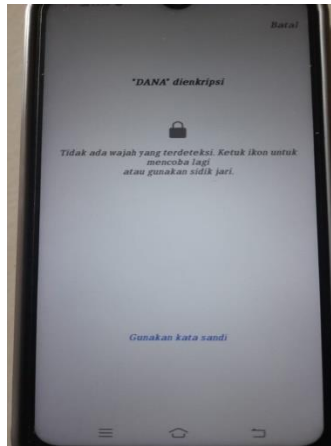 Batal
"DANA" dienkripsi
Tidak ada wajah yang terdeteksi. Ketuk ikon untuk
mencoba lagi
atau gunakan sidik jari.
Gunakan kata sandi